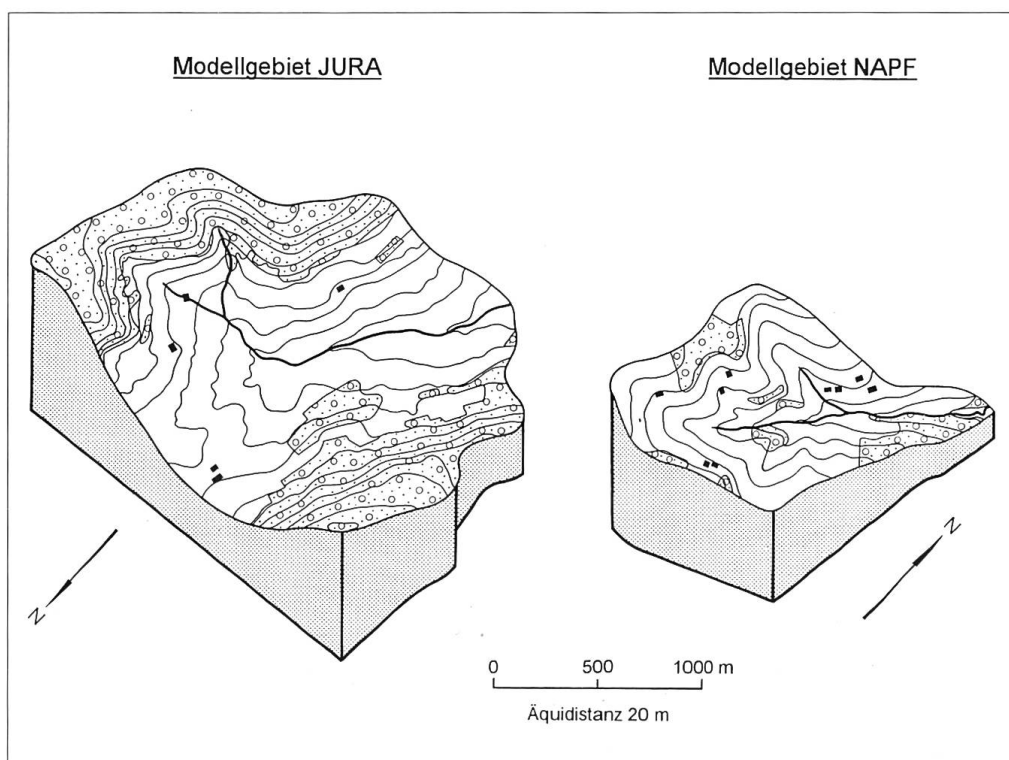 Modellgebiet JURA
Modellgebiet NAPF
N
N
0 500 1000 m
Äquidistanz 20 m